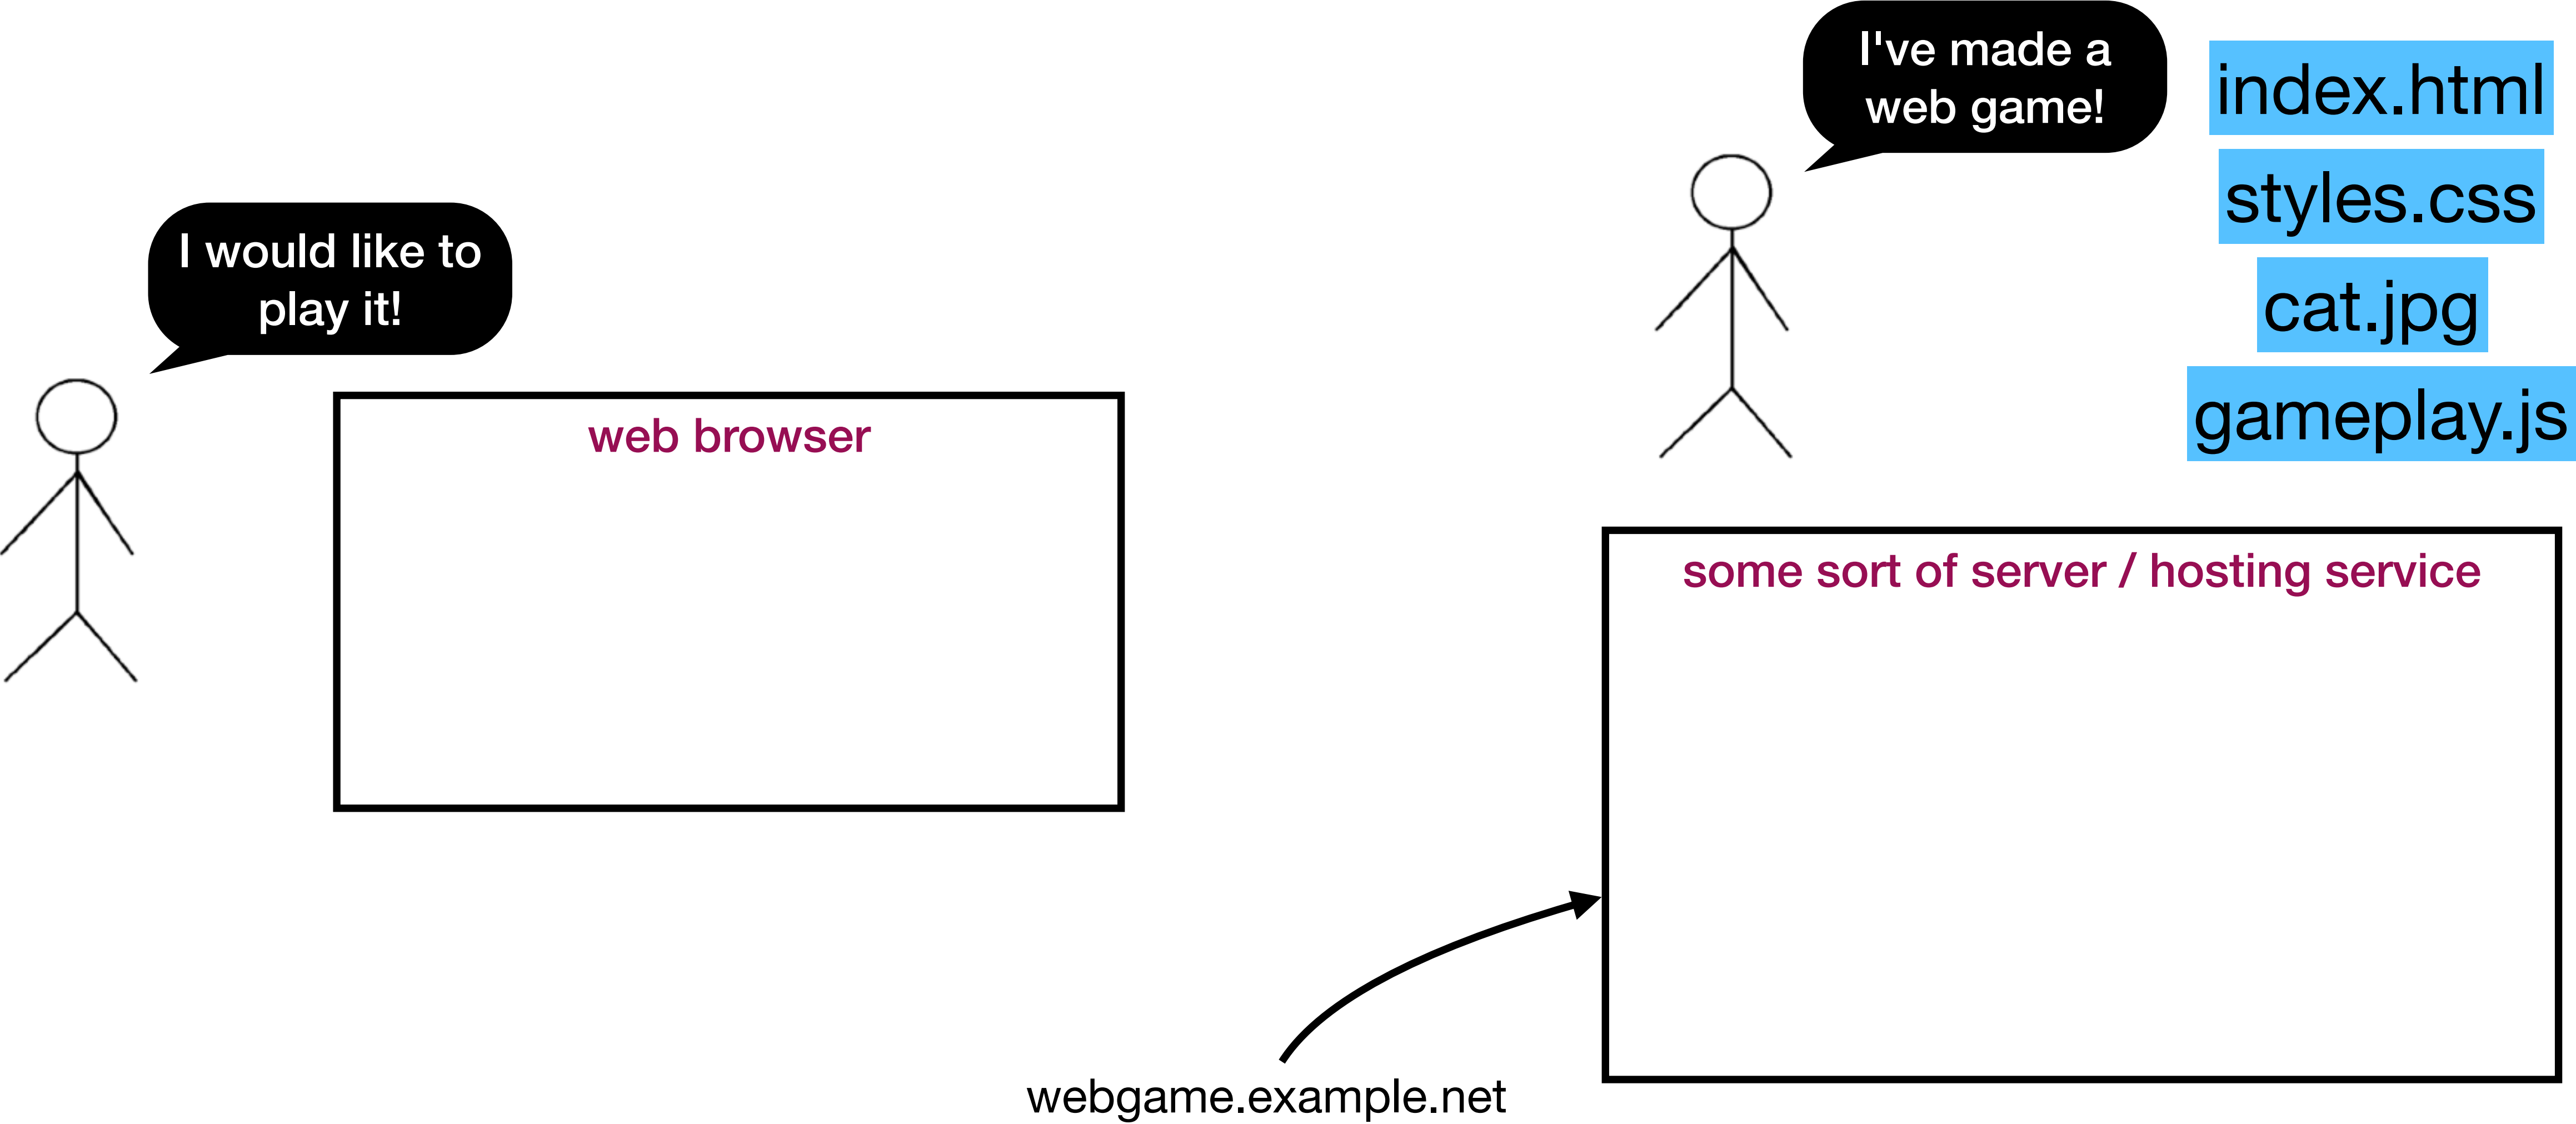 I've made a
web game!
index.html
styles.css
cat.jpg
gameplay.js
I would like to
play it!
web browser
some sort of server / hosting service
webgame.example.net